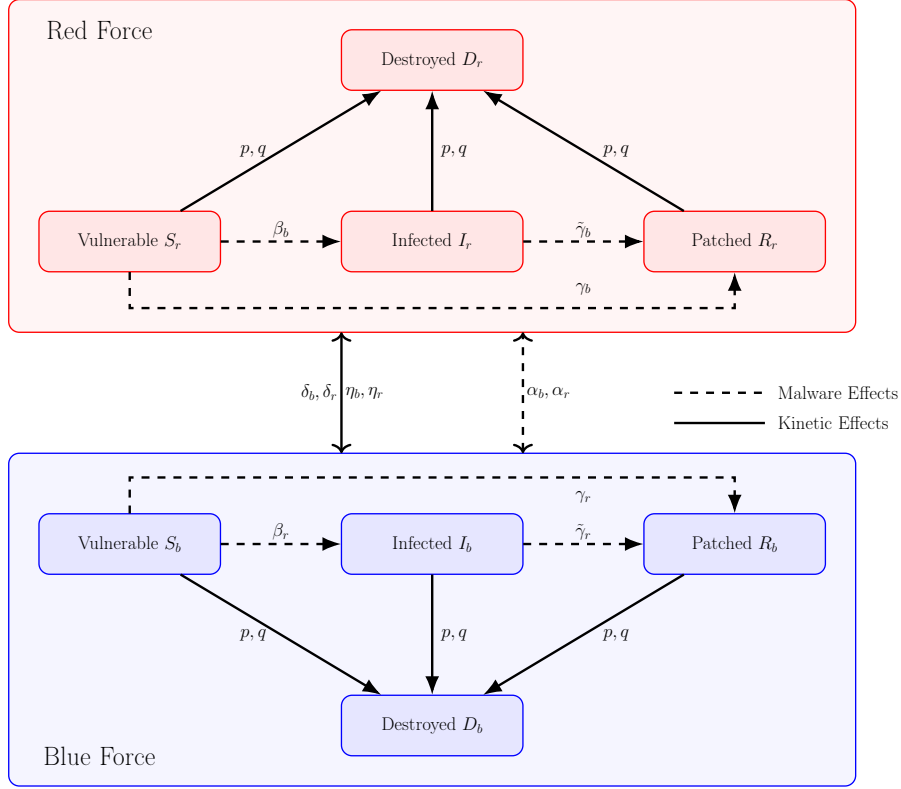 Red Force
Destroyed $D_r$
$p, q$ $p, q$ $p, q$
Vulnerable $S_r$ $\beta_b$ Infected $I_r$ $\tilde{\gamma}_b$ Patched $R_r$
$\gamma_b$
$\delta_b, \delta_r$ $\eta_b, \eta_r$ $\alpha_b, \alpha_r$ Malware Effects
Kinetic Effects
$\gamma_r$
Vulnerable $S_b$ $\beta_r$ Infected $I_b$ $\tilde{\gamma}_r$ Patched $R_b$
$p, q$ $p, q$ $p, q$
Destroyed $D_b$
Blue Force